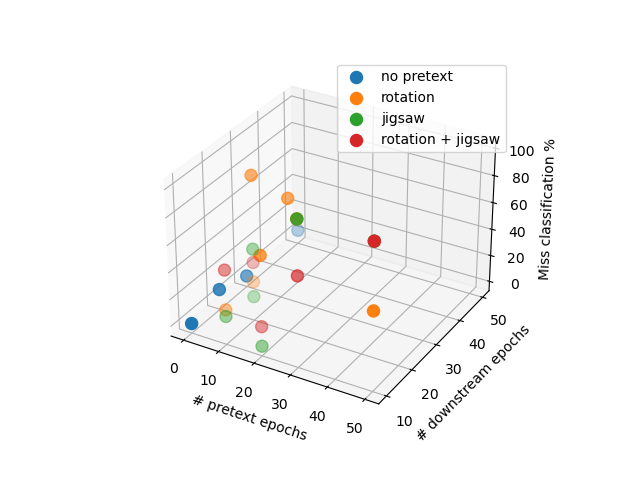 no pretext
rotation
jigsaw
rotation + jigsaw
100
80
60
40
20
0
Miss classification %
50
40
30
20
10
# downstream epochs
0
10
20
30
40
50
# pretext epochs